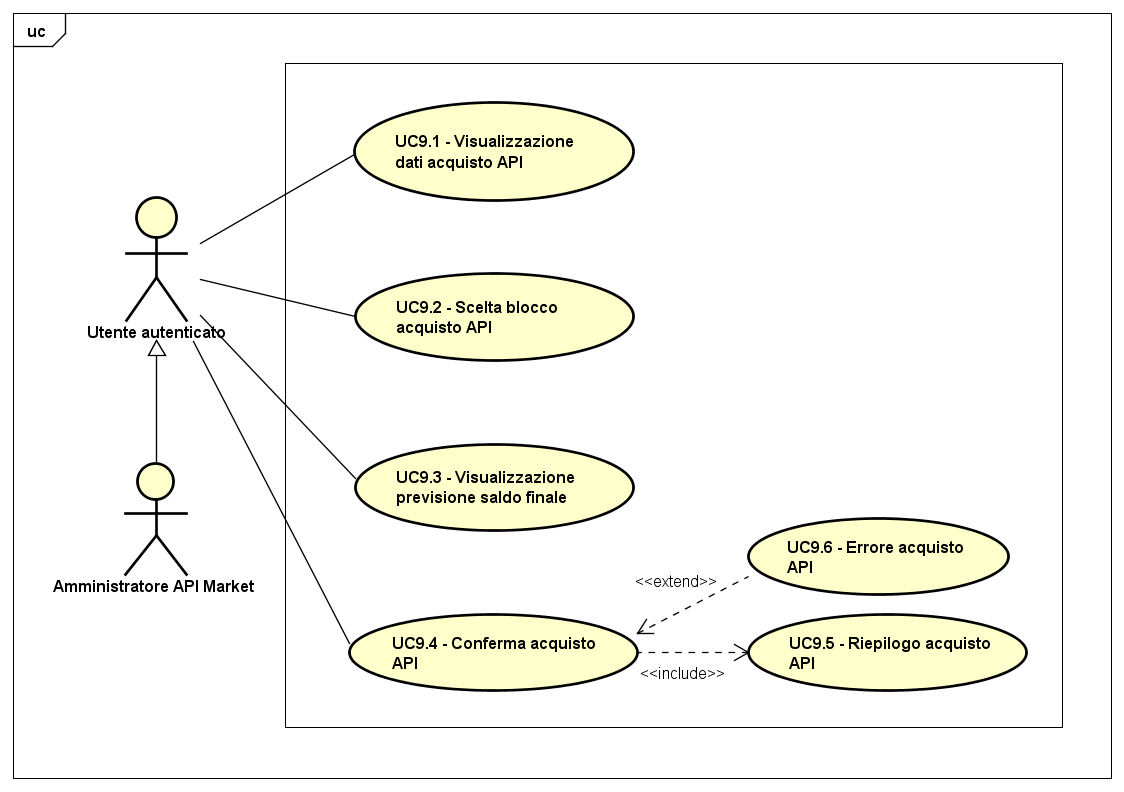 uc
UC9.1 - Visualizzazione
dati acquisto API
UC9.2 - Scelta blocco
acquisto API
Utente autenticato
UC9.3 - Visualizzazione
previsione saldo finale
Amministratore API Market
UC9.6 - Errore acquisto
API
<<extend>>
UC9.4 - Conferma acquisto
API
<<include>>
UC9.5 - Riepilogo acquisto
API